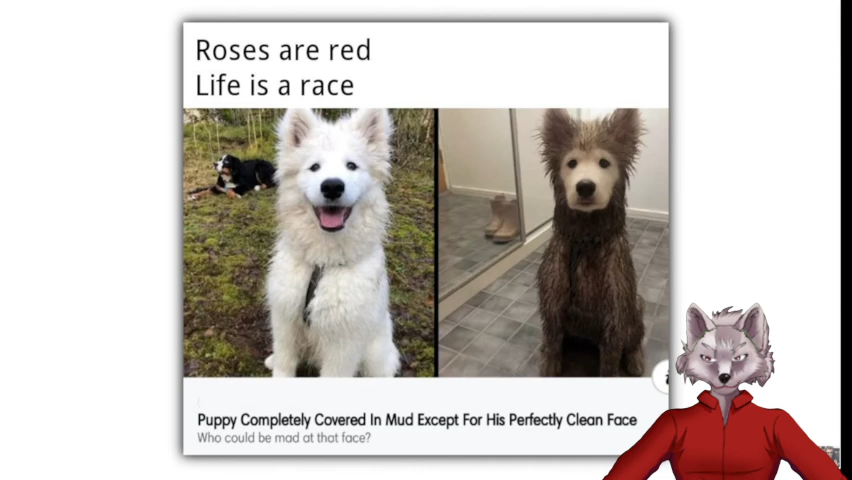 Roses are red
Life is a race
Puppy Completely Covered In Mud Except For His Perfectly Clean Face
Who could be mad at that face?